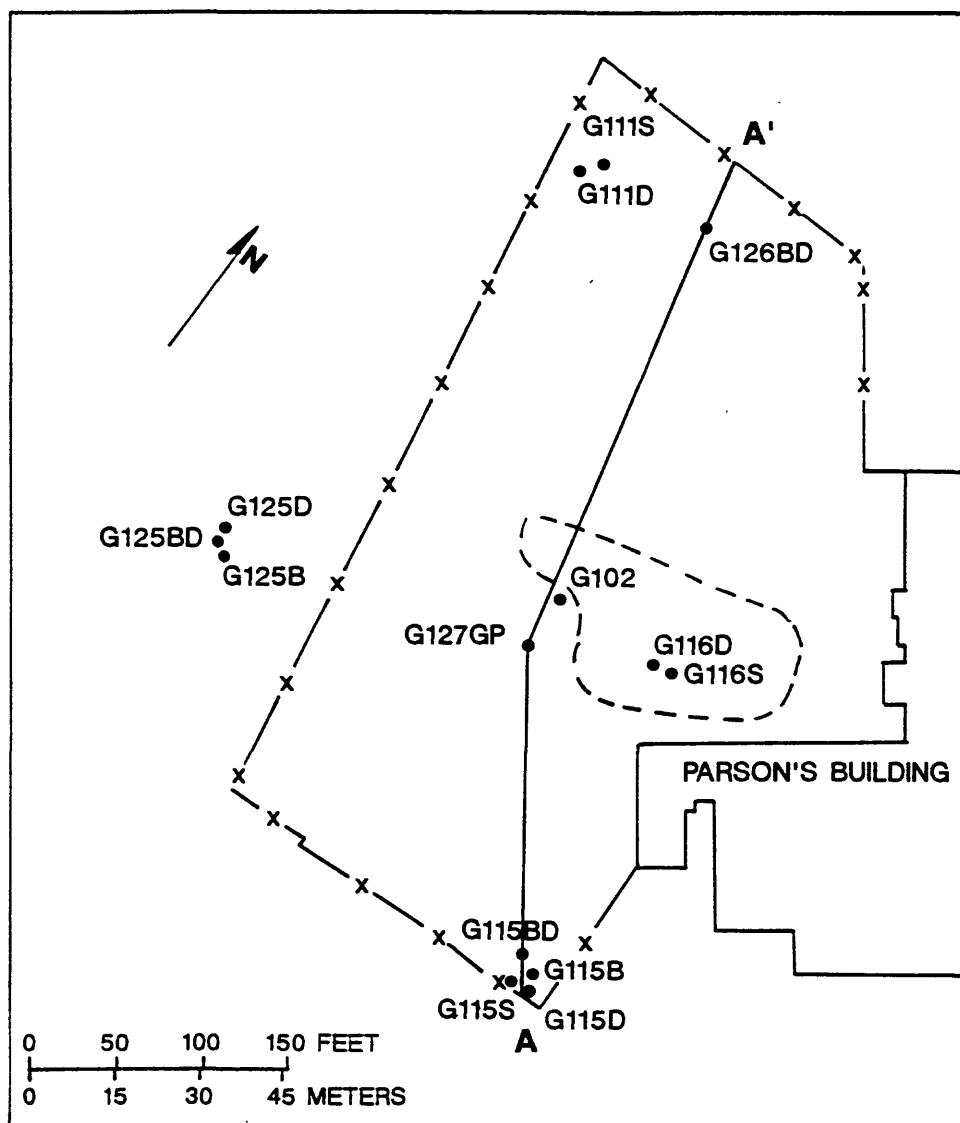 G111S
A'
G111D
G126BD
N
G125D
G125BD
G125B
G102
G127GP
G116D
G116S
PARSON'S BUILDING
G115BD
G115B
G115S
G115D
A
0 50 100 150 FEET
0 15 30 45 METERS